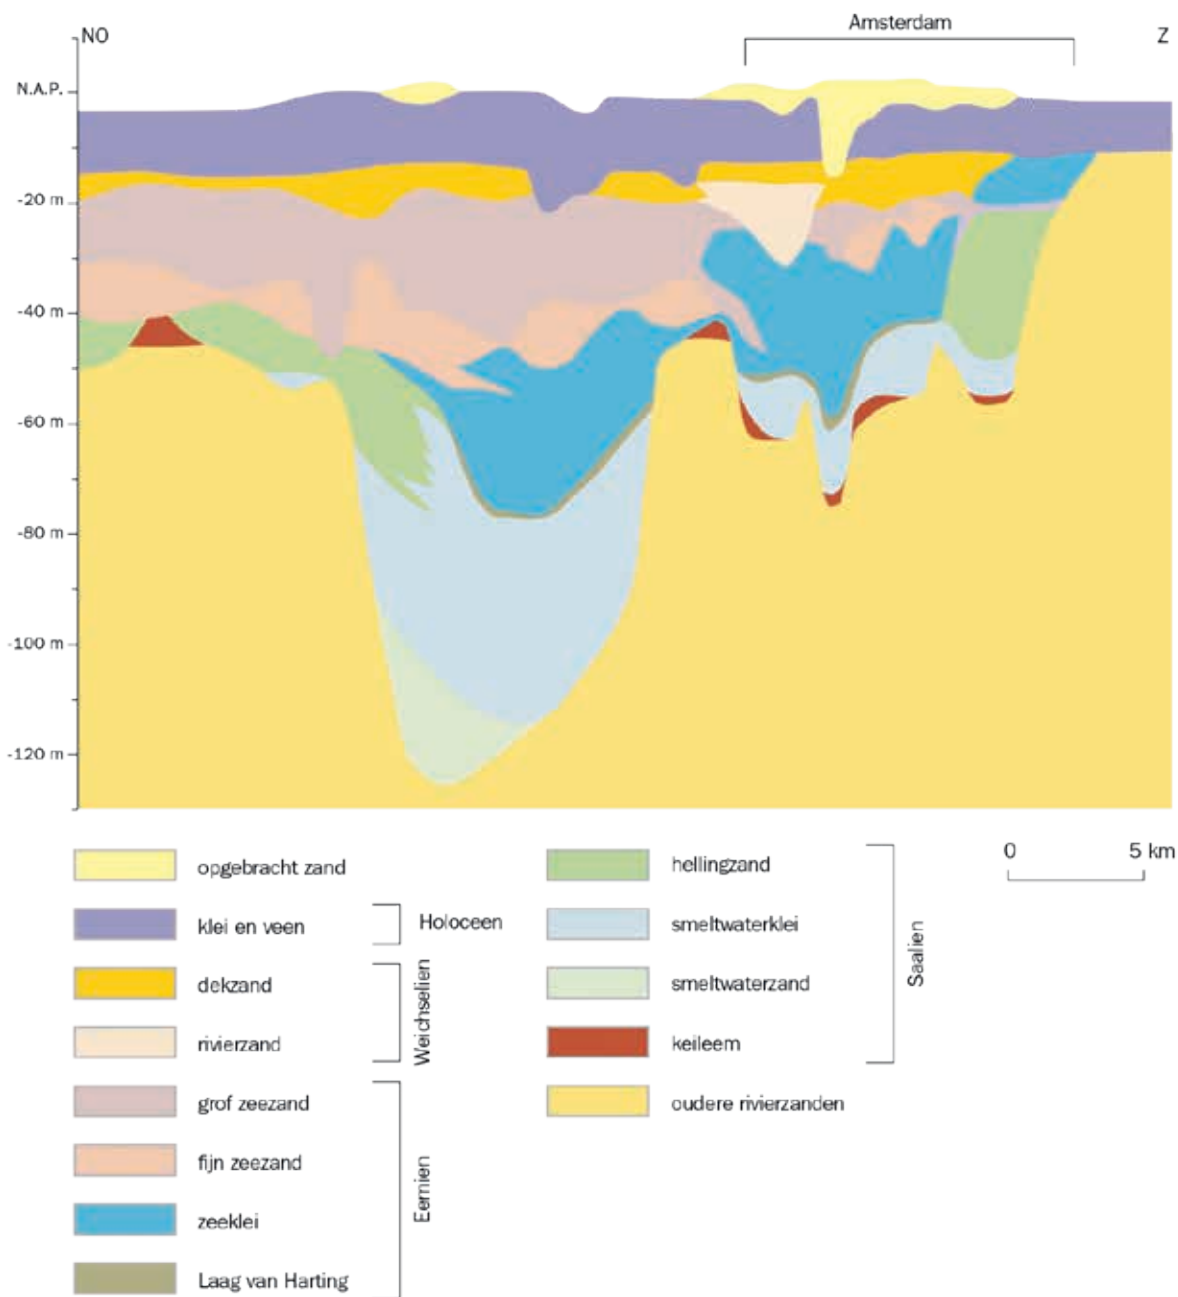 Amsterdam
NO
Z
N.A.P.
-20 m
-40 m
-60 m
-80 m
-100 m
-120 m
opgebracht zand
klei en veen
Holoceen
dekzand
rivierzand
Weichselien
grof zeezand
fijn zeezand
zeeklei
Laag van Harting
Eemien
hellingzand
smeltwaterklei
smeltwaterzand
keileem
Saalien
oudere rivierzanden
0 5 km